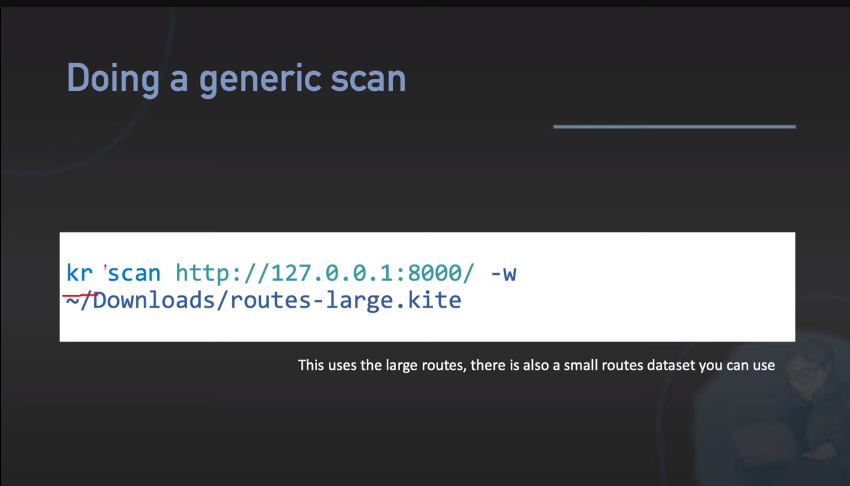 Doing a generic scan
kr scan http://127.0.0.1:8000/ -w
~/Downloads/routes-large.kite
This uses the large routes, there is also a small routes dataset you can use